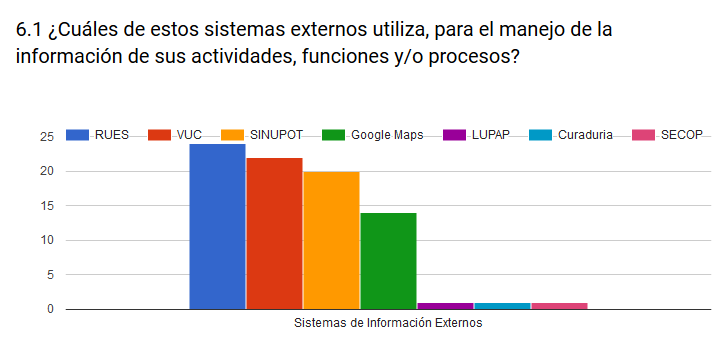 6.1 ¿Cuáles de estos sistemas externos utiliza, para el manejo de la
información de sus actividades, funciones y/o procesos?
RUES VUC SINUPOT Google Maps LUPAP Curaduria SECOP
25
20
15
10
5
0
Sistemas de Información Externos